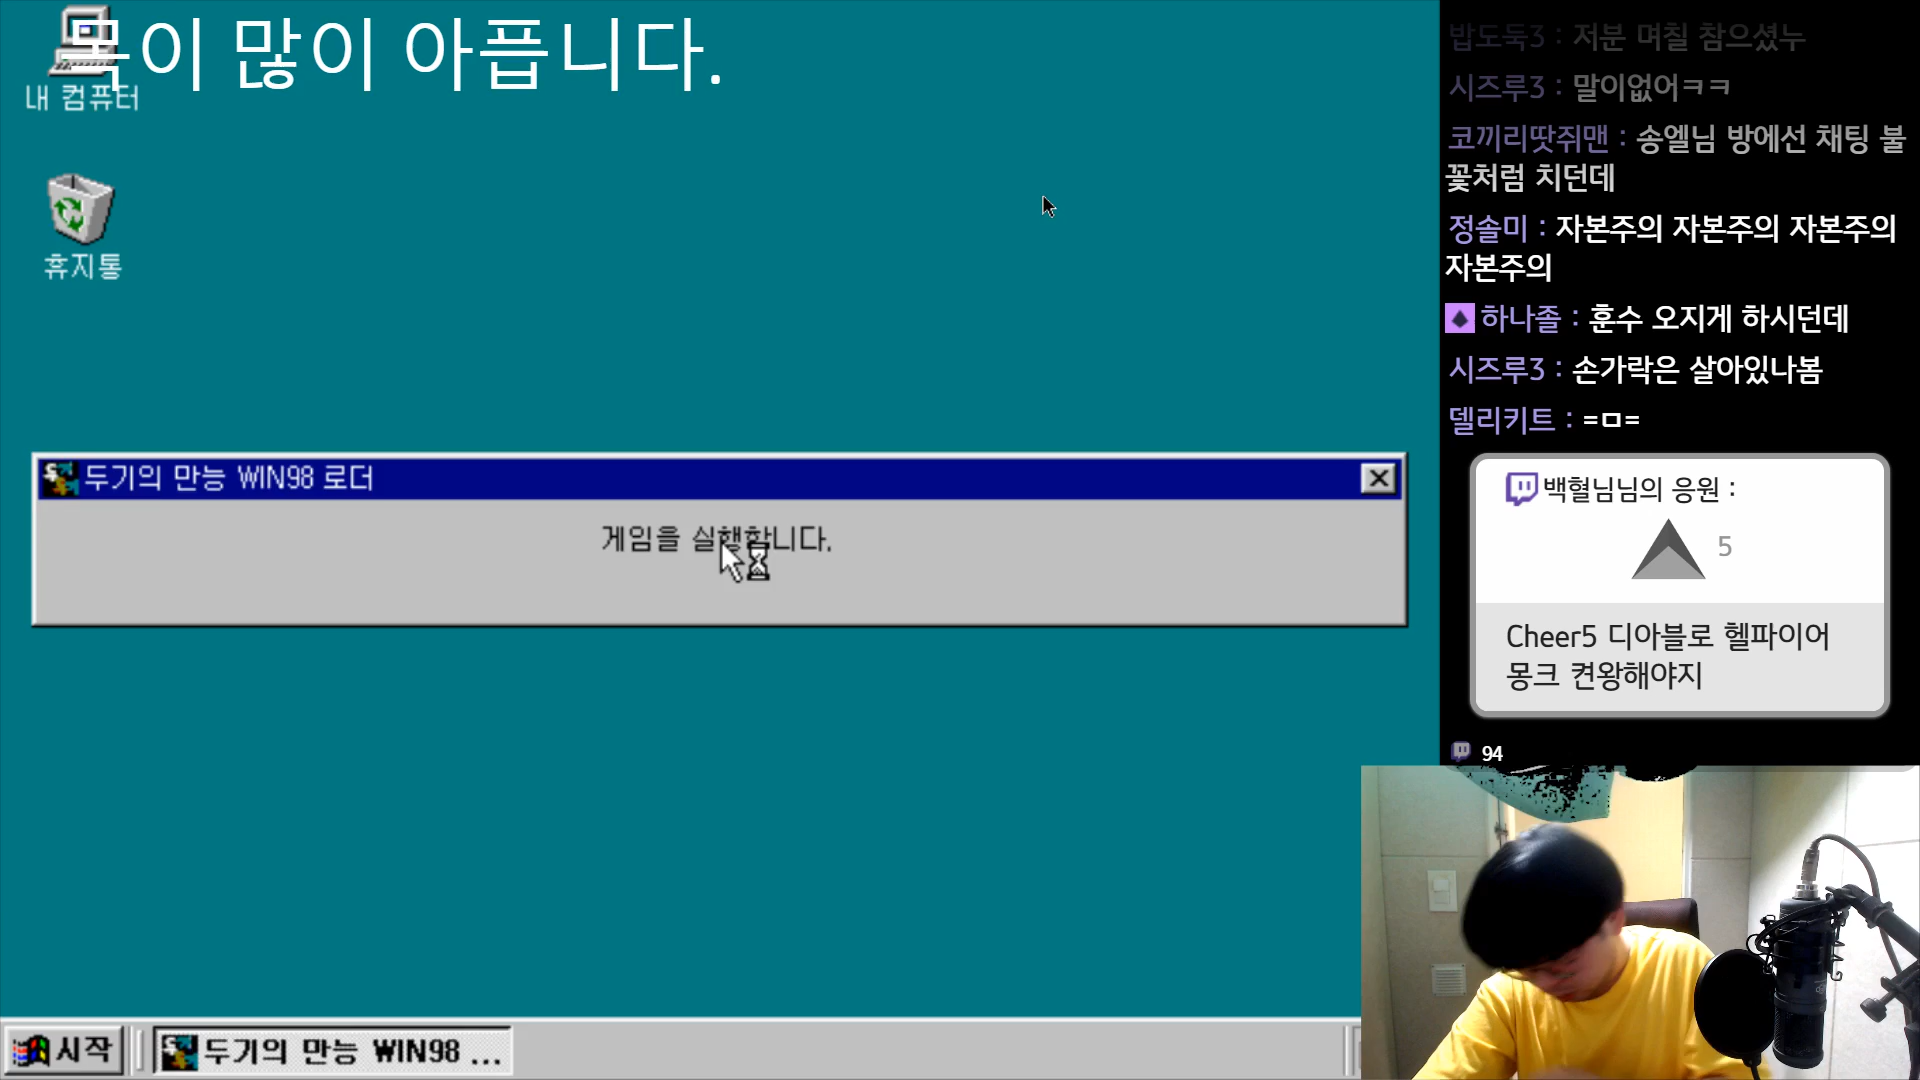 목이 많이 아픕니다.
내 컴퓨터
휴지통
두기의 만능 WIN98 로더
게임을 실행합니다.
시작
두기의 만능 WIN98 ...
밥도둑3 : 저분 며칠 참으셨누
시즈루3 : 말이없어ㅋㅋ
코끼리땃쥐맨 : 송엘님 방에선 채팅 불
꽃처럼 치던데
정솔미 : 자본주의 자본주의 자본주의
자본주의
하나졸 : 훈수 오지게 하시던데
시즈루3 : 손가락은 살아있나봄
델리키트 : =ㅁ=
백혈님님의 응원 :
5
Cheer5 디아블로 헬파이어
몽크 켠왕해야지
94